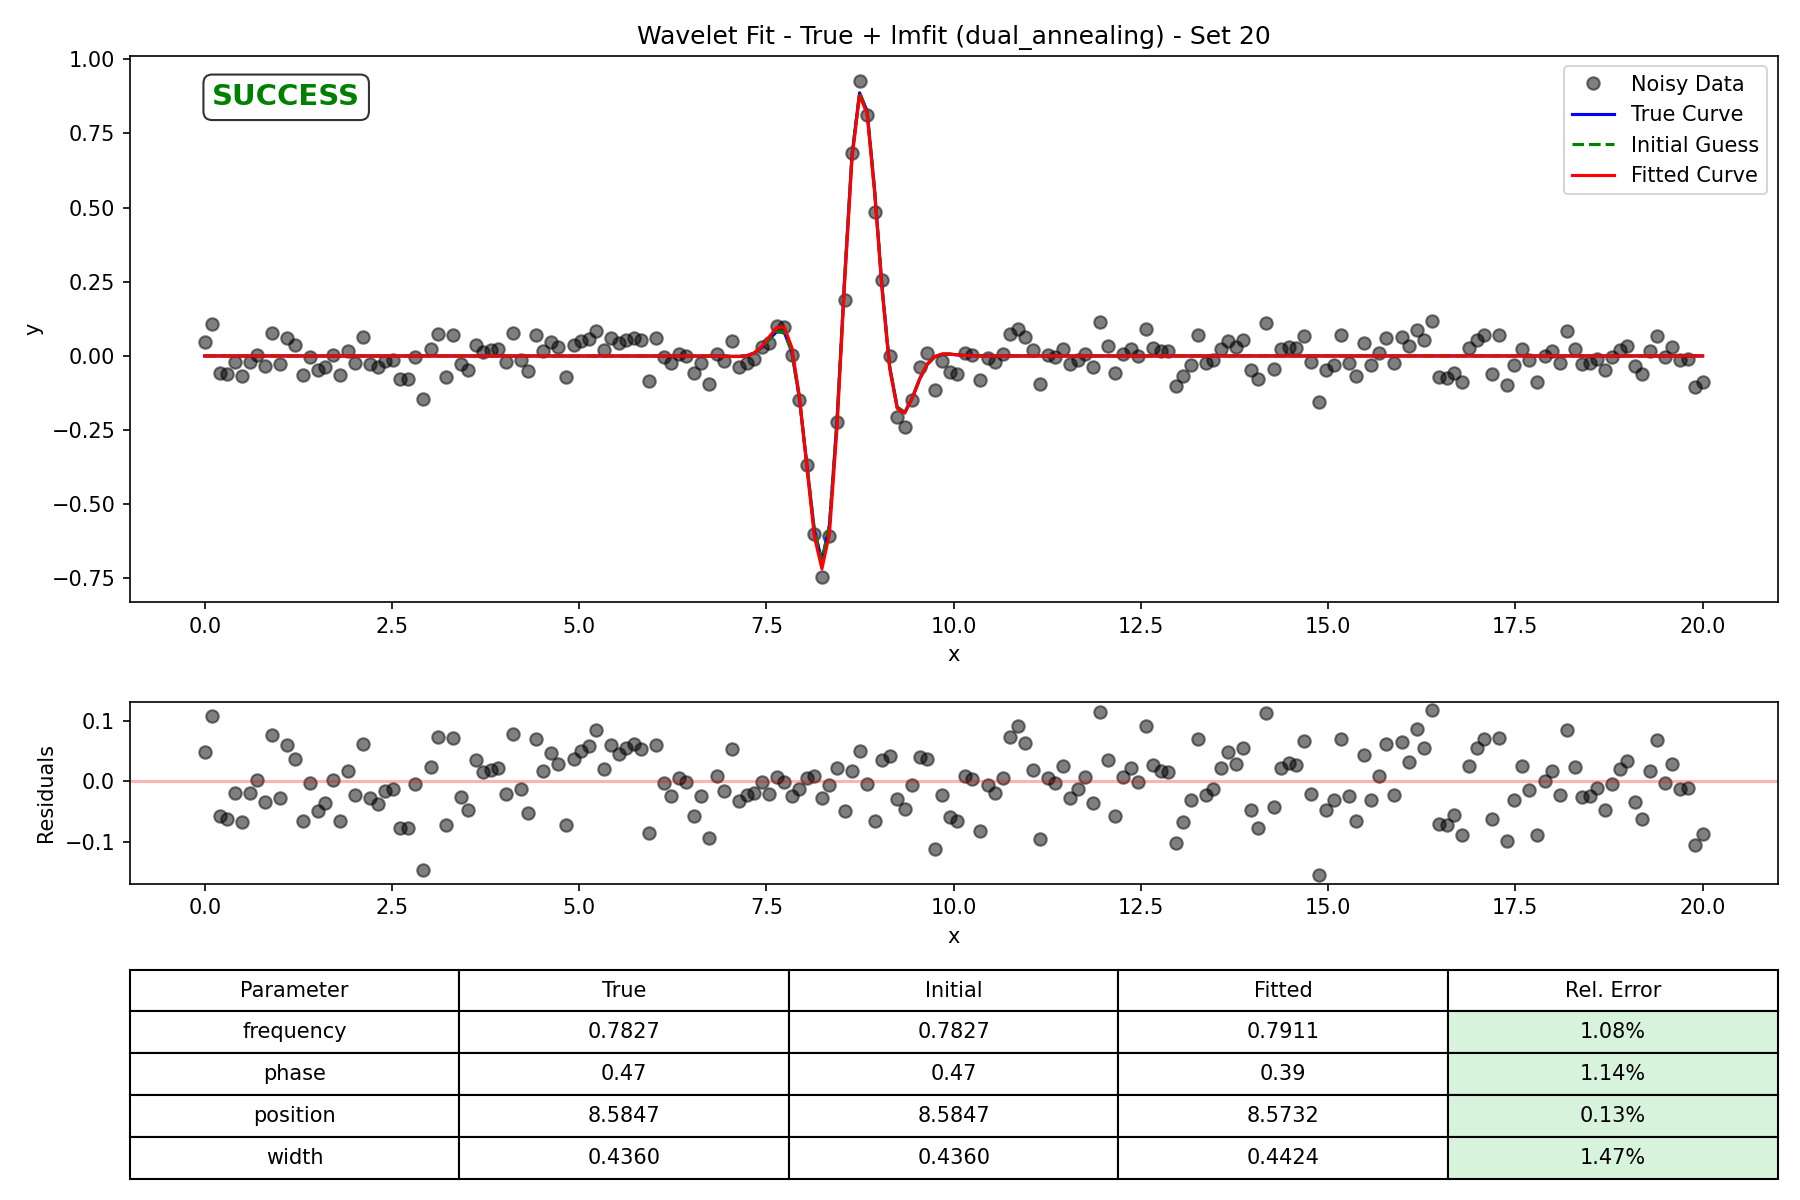 Wavelet Fit - True + lmfit (dual_annealing) - Set 20
SUCCESS
Noisy Data
True Curve
Initial Guess
Fitted Curve
1.00
0.75
0.50
0.25
0.00
−0.25
−0.50
−0.75
y
0.0 2.5 5.0 7.5 10.0 12.5 15.0 17.5 20.0
x
0.1
0.0
−0.1
Residuals
0.0 2.5 5.0 7.5 10.0 12.5 15.0 17.5 20.0
x
Parameter True Initial Fitted Rel. Error
frequency 0.7827 0.7827 0.7911 1.08%
phase 0.47 0.47 0.39 1.14%
position 8.5847 8.5847 8.5732 0.13%
width 0.4360 0.4360 0.4424 1.47%